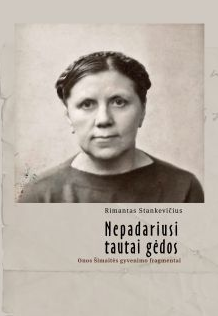 Rimantas Stankevičius
Nepadariusi
tautai gėdos
Onos Šimaitės gyvenimo fragmentai